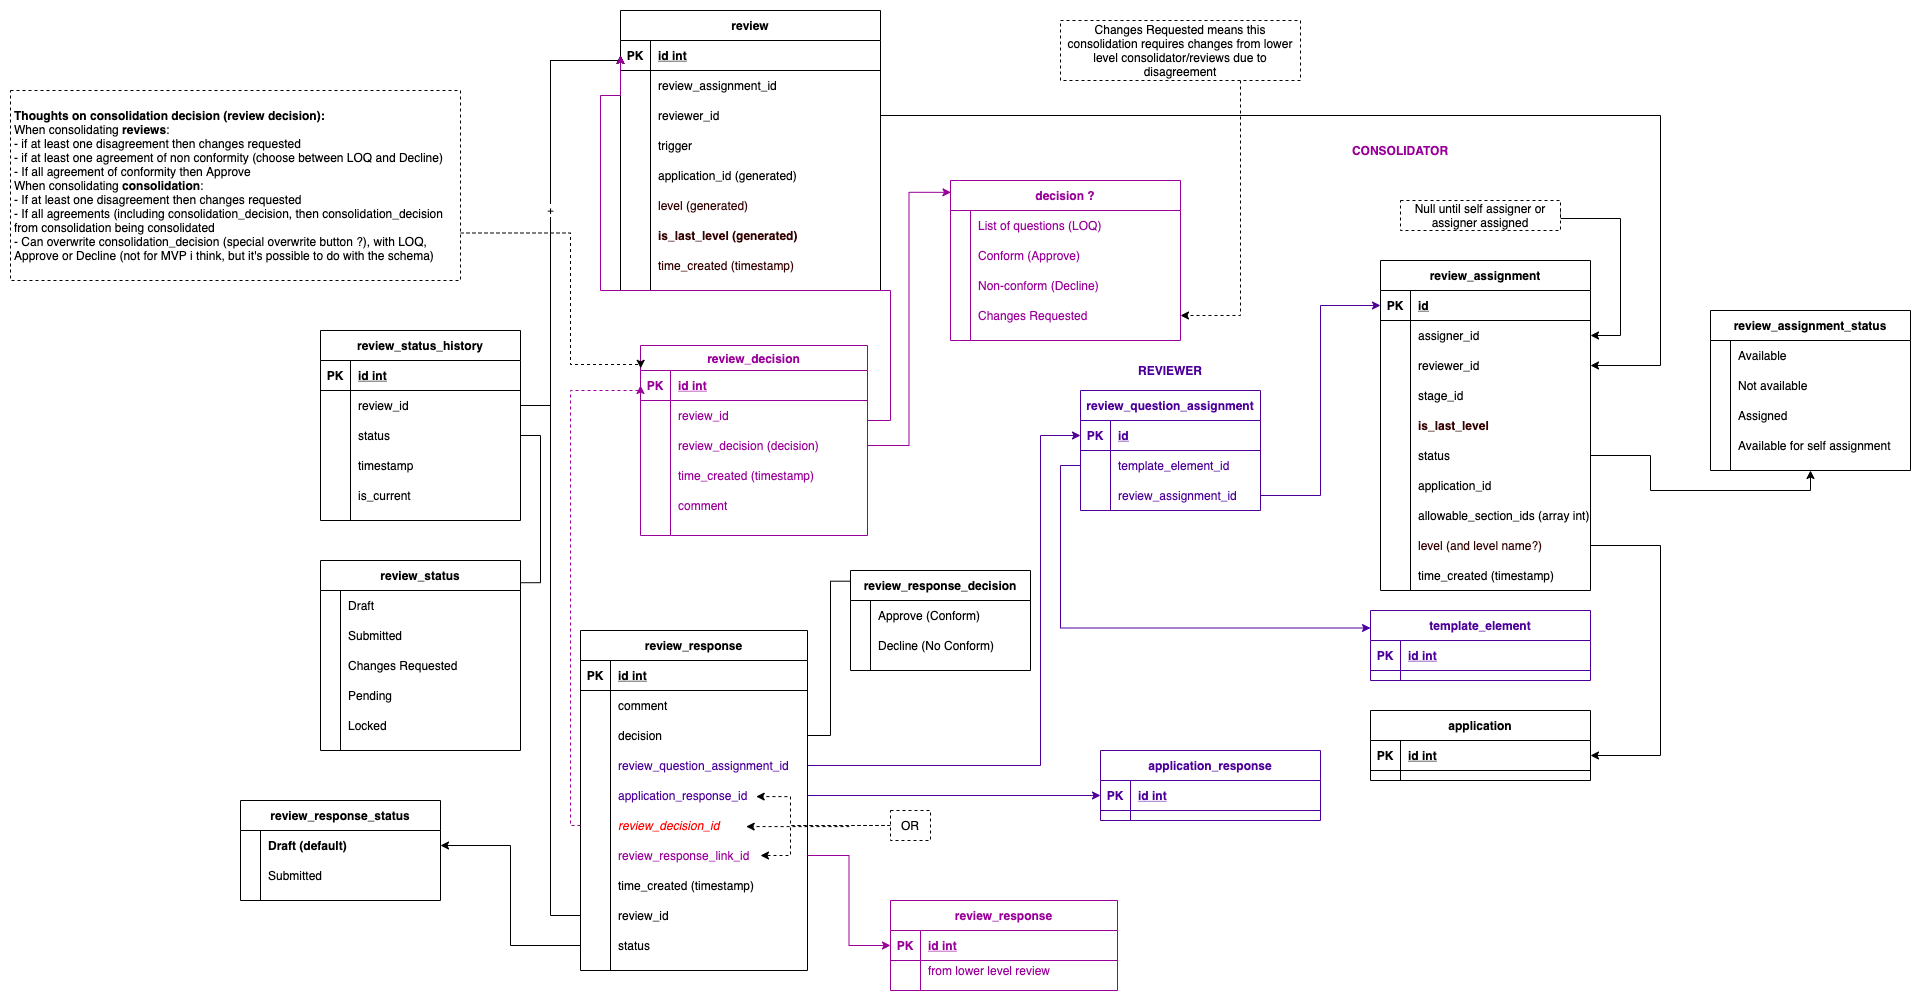 review
PK
id int
review_assignment_id
reviewer_id
trigger
application_id (generated)
level (generated)
is_last_level (generated)
time_created (timestamp)
Changes Requested means this
consolidation requires changes from lower
level consolidator/reviews due to
disagreement
Thoughts on consolidation decision (review decision):
When consolidating reviews:
- if at least one disagreement then changes requested
- if at least one agreement of non conformity (choose between LOQ and Decline)
- If all agreement of conformity then Approve
When consolidating consolidation:
- If at least one disagreement then changes requested
- If all agreements (including consolidation_decision, then consolidation_decision
from consolidation being consolidated
- Can overwrite consolidation_decision (special overwrite button ?), with LOQ,
Approve or Decline (not for MVP i think, but it's possible to do with the schema)
+
CONSOLIDATOR
decision ?
List of questions (LOQ)
Conform (Approve)
Non-conform (Decline)
Changes Requested
Null until self assigner or
assigner assigned
review_assignment
PK
id
assigner_id
reviewer_id
stage_id
is_last_level
status
application_id
allowable_section_ids (array int)
level (and level name?)
time_created (timestamp)
review_assignment_status
Available
Not available
Assigned
Available for self assignment
review_status_history
PK
id int
review_id
status
timestamp
is_current
review_decision
PK
id int
review_id
review_decision (decision)
time_created (timestamp)
comment
REVIEWER
review_question_assignment
PK
id
template_element_id
review_assignment_id
review_status
Draft
Submitted
Changes Requested
Pending
Locked
review_response_decision
Approve (Conform)
Decline (No Conform)
template_element
PK
id int
review_response
PK
id int
comment
decision
review_question_assignment_id
application_response_id
review_decision_id
review_response_link_id
time_created (timestamp)
review_id
status
OR
application
PK
id int
application_response
PK
id int
review_response_status
Draft (default)
Submitted
review_response
PK
id int
from lower level review